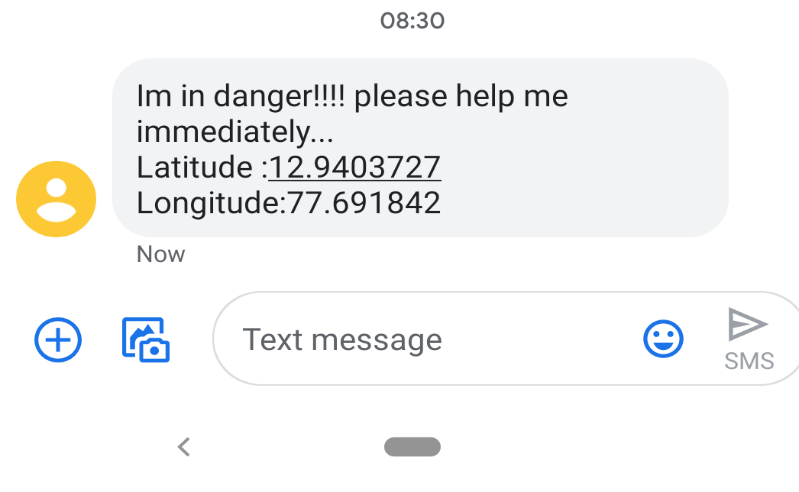 08:30
Im in danger!!!! please help me
immediately...
Latitude :12.9403727
Longitude:77.691842
Now
Text message
SMS